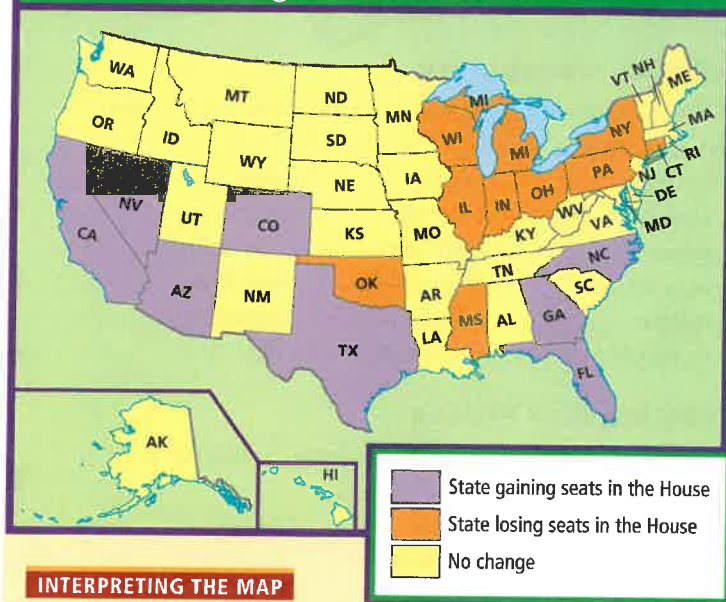 WA
MT
ND
MN
OR
ID
SD
WY
WI
MI
MI
NY
VT
NH
ME
MA
RI
CT
NJ
DE
MD
PA
NE
IA
NV
UT
CO
KS
MO
IL
IN
OH
WV
VA
KY
CA
AZ
NM
OK
AR
TN
NC
SC
TX
LA
MS
AL
GA
FL
AK
HI
State gaining seats in the House
State losing seats in the House
No change
INTERPRETING THE MAP